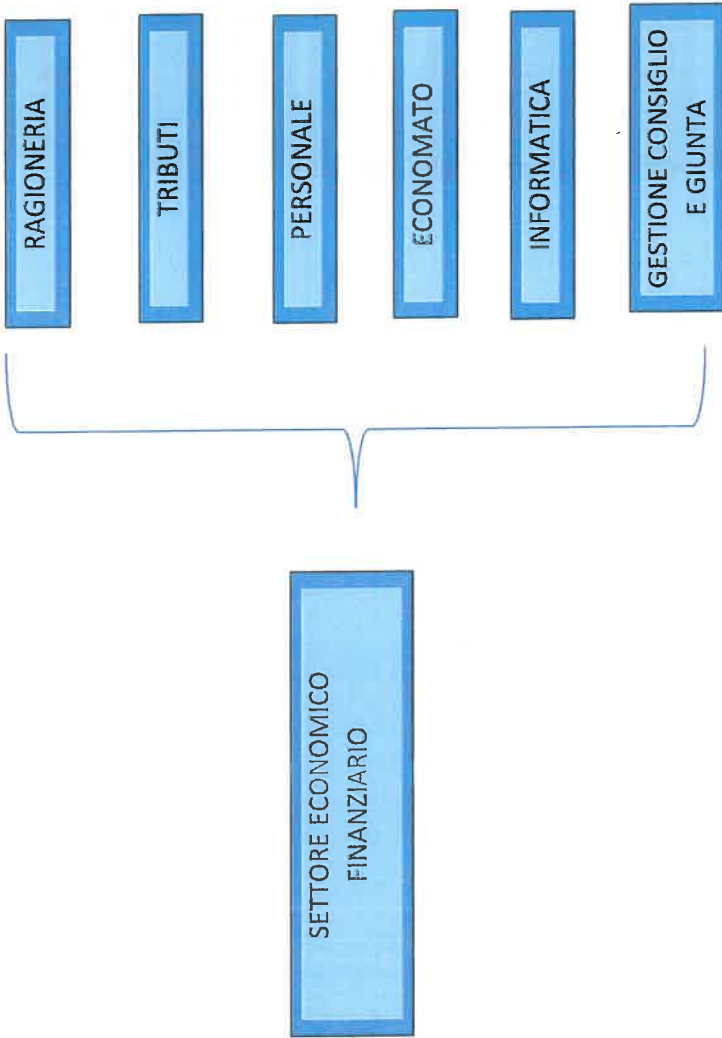 SETTORE ECONOMICO
FINANZIARIO
RAGIONERIA
TRIBUTI
PERSONALE
ECONOMATO
INFORMATICA
GESTIONE CONSIGLIO
E GIUNTA